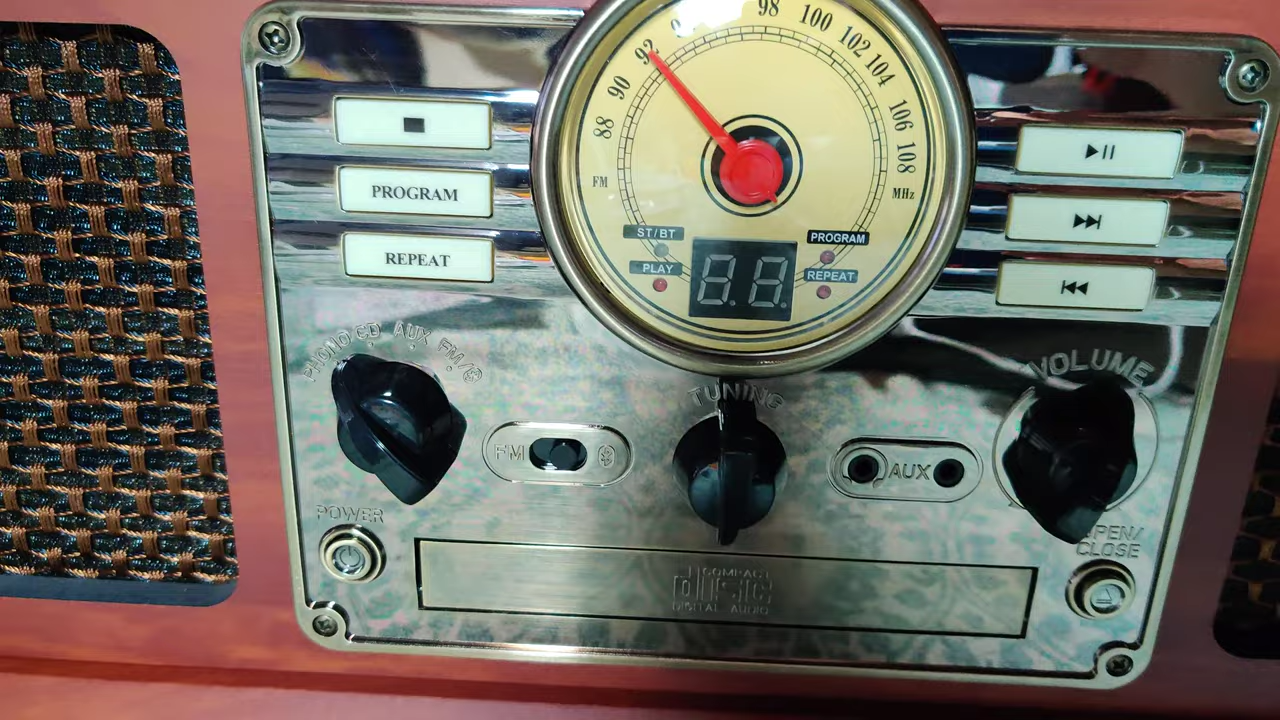 88 90 92 98 100 102 104 106 108
FM
MHz
ST/BT
PROGRAM
PLAY
REPEAT
PROGRAM
REPEAT
PHONO CD AUX FM/
TUNING
VOLUME
FM
AUX
POWER
OPEN/
CLOSE
COMPACT
disc
DIGITAL AUDIO